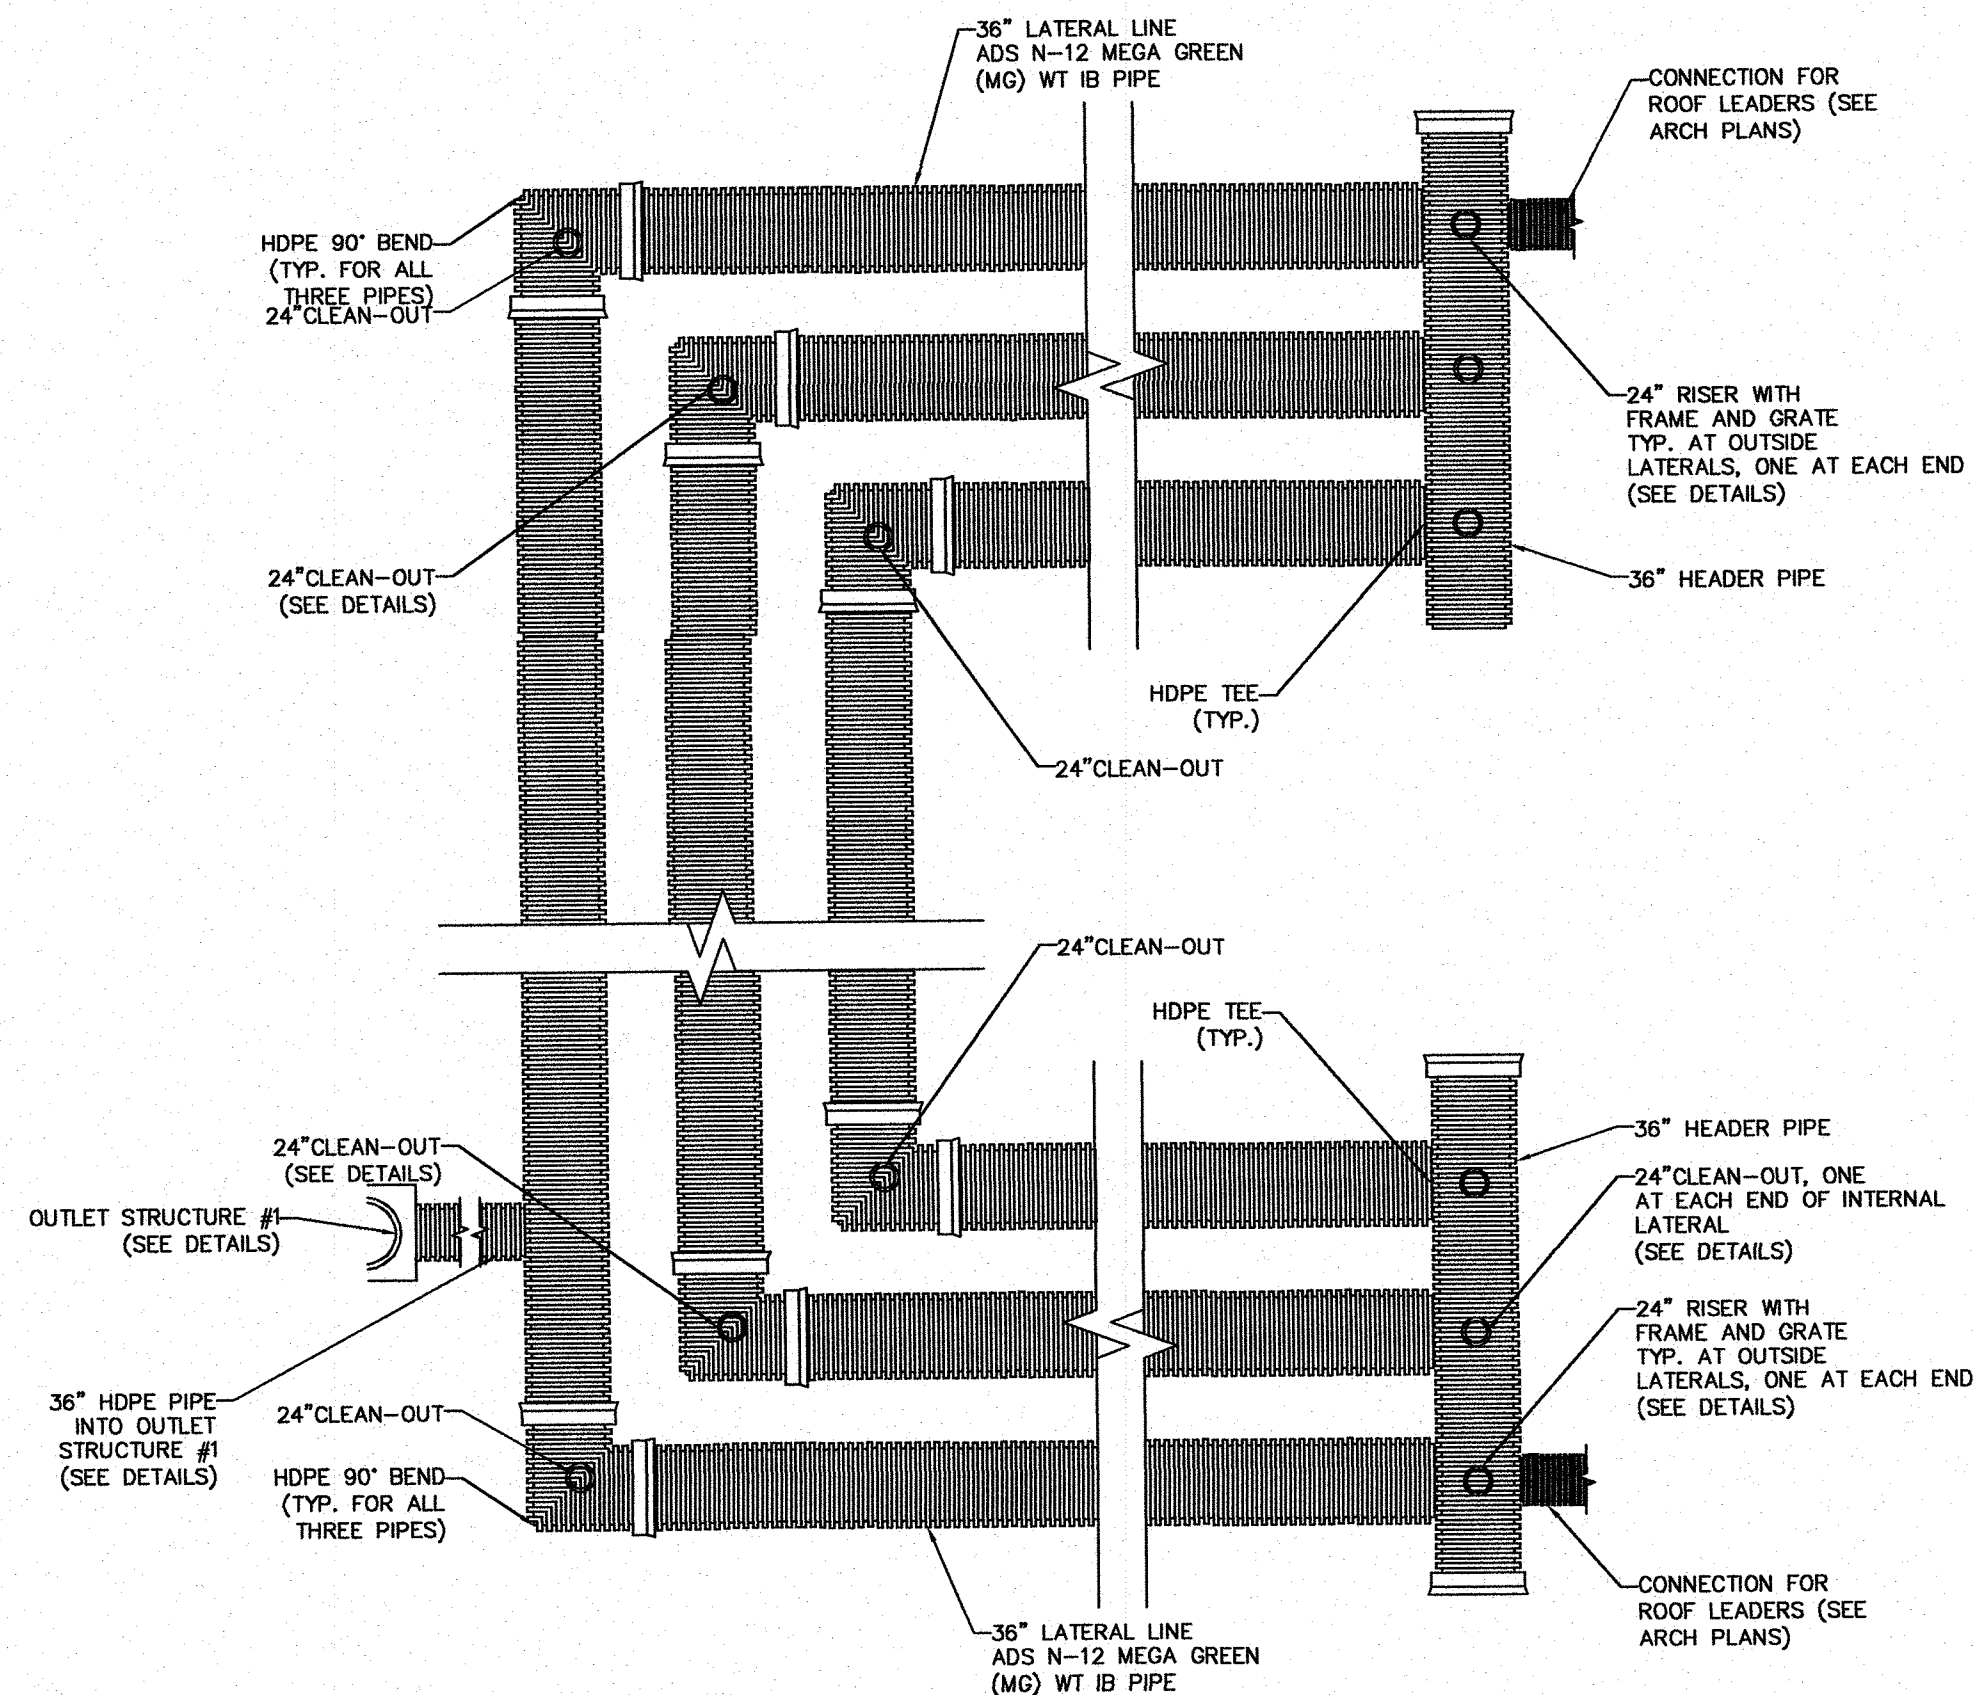 36" LATERAL LINE
ADS N-12 MEGA GREEN
(MG) WT IB PIPE
CONNECTION FOR
ROOF LEADERS (SEE
ARCH PLANS)
HDPE 90° BEND
(TYP. FOR ALL
THREE PIPES)
24"CLEAN-OUT
24" RISER WITH
FRAME AND GRATE
TYP. AT OUTSIDE
LATERALS, ONE AT EACH END
(SEE DETAILS)
24"CLEAN-OUT
(SEE DETAILS)
36" HEADER PIPE
HDPE TEE
(TYP.)
24"CLEAN-OUT
24"CLEAN-OUT
HDPE TEE
(TYP.)
24"CLEAN-OUT
(SEE DETAILS)
36" HEADER PIPE
24"CLEAN-OUT, ONE
AT EACH END OF INTERNAL
LATERAL
(SEE DETAILS)
OUTLET STRUCTURE #1
(SEE DETAILS)
24" RISER WITH
FRAME AND GRATE
TYP. AT OUTSIDE
LATERALS, ONE AT EACH END
(SEE DETAILS)
36" HDPE PIPE
INTO OUTLET
STRUCTURE #1
(SEE DETAILS)
24"CLEAN-OUT
HDPE 90° BEND
(TYP. FOR ALL
THREE PIPES)
CONNECTION FOR
ROOF LEADERS (SEE
ARCH PLANS)
36" LATERAL LINE
ADS N-12 MEGA GREEN
(MG) WT IB PIPE